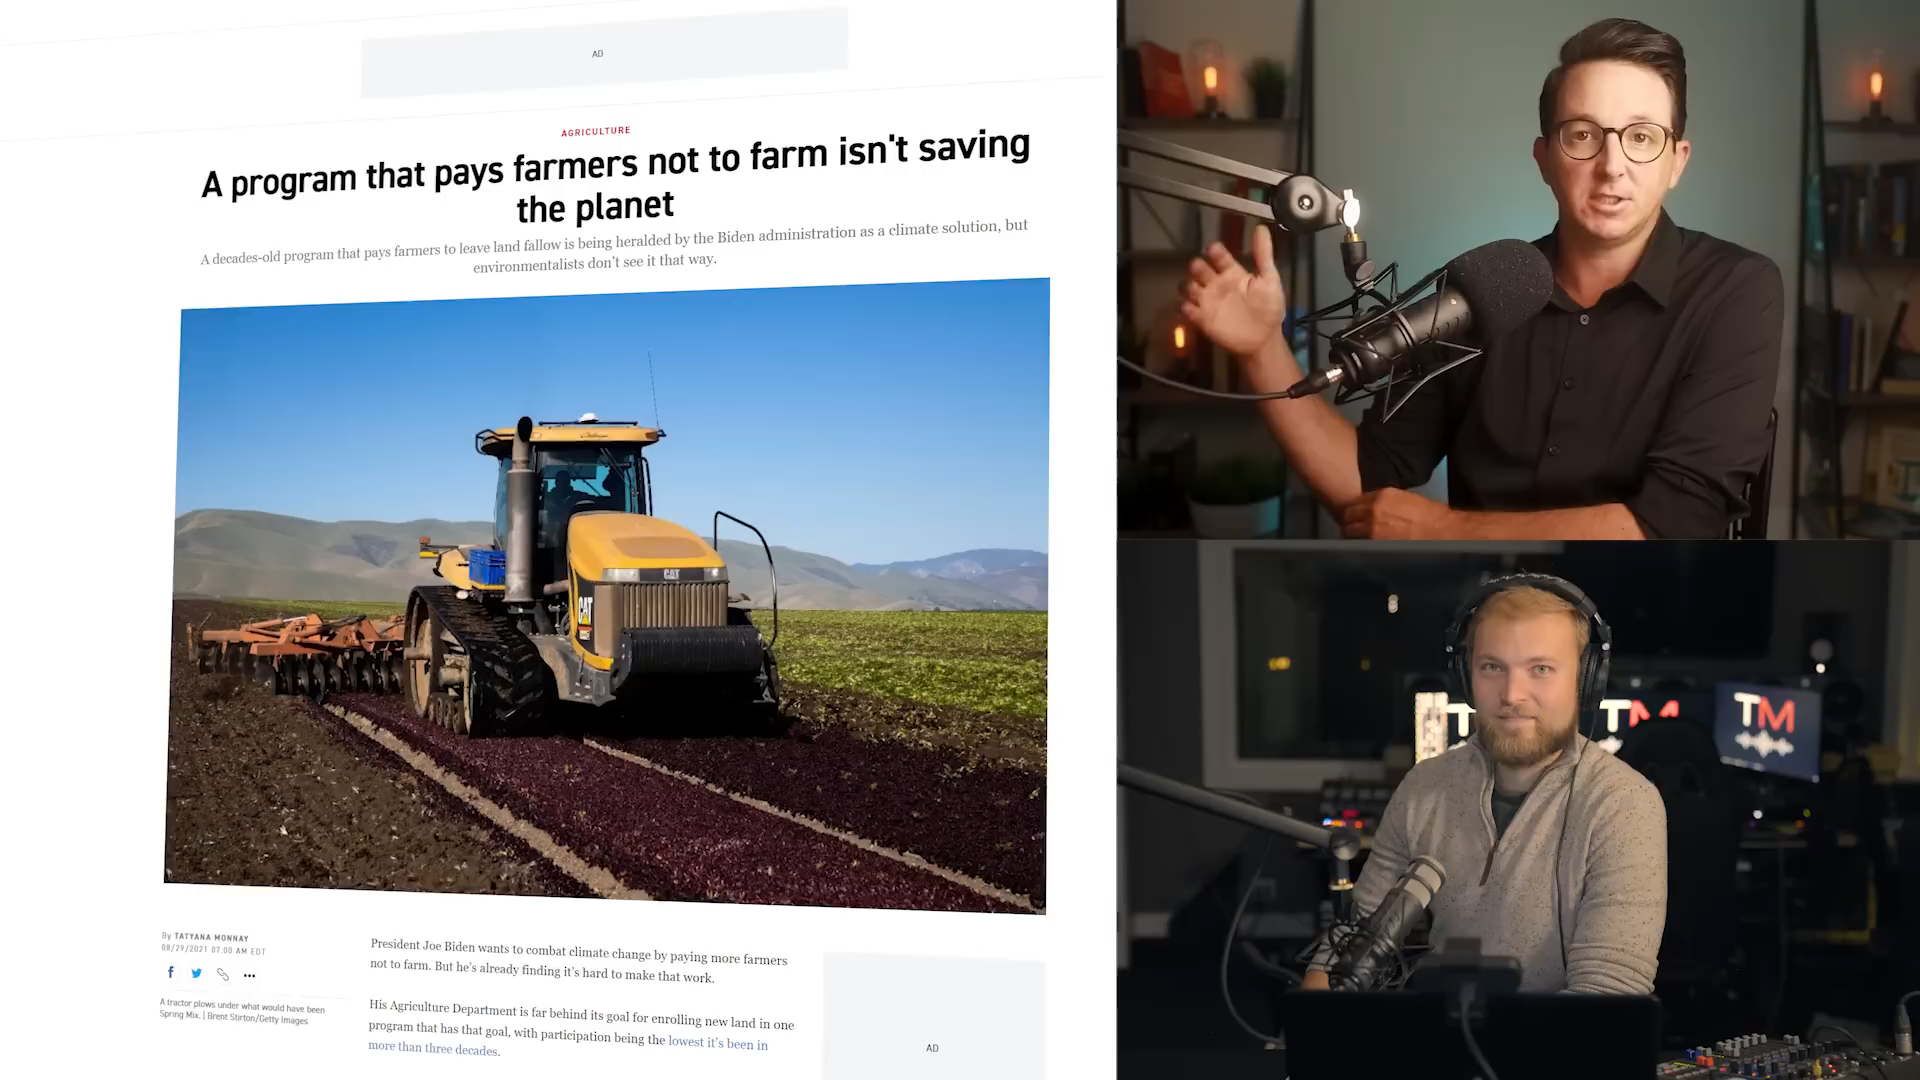 AD
AGRICULTURE
A program that pays farmers not to farm isn't saving
the planet
A decades-old program that pays farmers to leave land fallow is being heralded by the Biden administration as a climate solution, but
environmentalists don't see it that way.
CAT
CAT
By TATYANA MONNAY
08/29/2021 07:00 AM EDT
A tractor plows under what would have been
Spring Mix. | Brent Stirton/Getty Images
President Joe Biden wants to combat climate change by paying more farmers
not to farm. But he's already finding it's hard to make that work.
His Agriculture Department is far behind its goal for enrolling new land in one
program that has that goal, with participation being the lowest it's been in
more than three decades.
AD
T
TM
TM